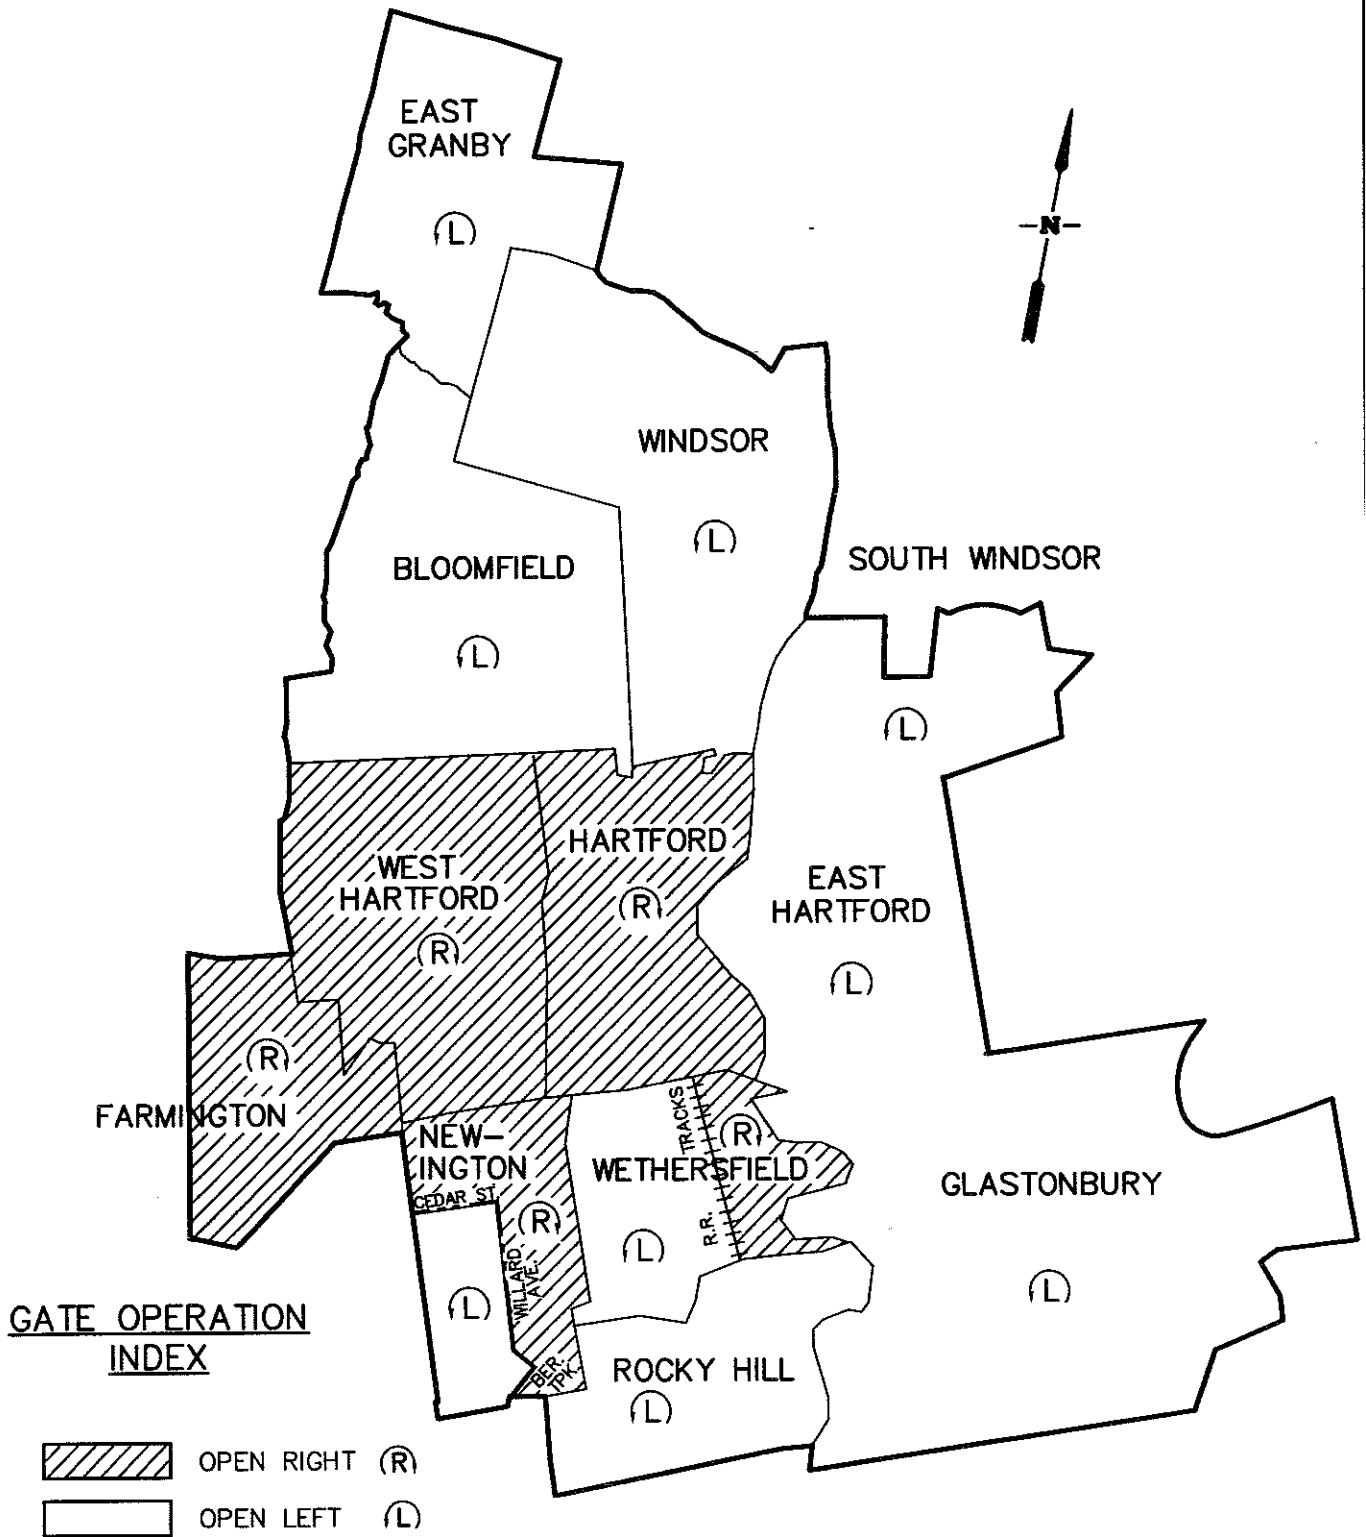 EAST
GRANBY
L
-N-
WINDSOR
L
SOUTH WINDSOR
BLOOMFIELD
L
L
HARTFORD
WEST
HARTFORD
R
R
EAST
HARTFORD
L
R
FARMINGTON
NEW-
INGTON
CEDAR ST.
R
WILLARD
AVE.
L
BER.
TPK.
WETHERSFIELD
R
R.R. TRACKS
L
GLASTONBURY
L
ROCKY HILL
L
GATE OPERATION
INDEX
OPEN RIGHT R
OPEN LEFT L